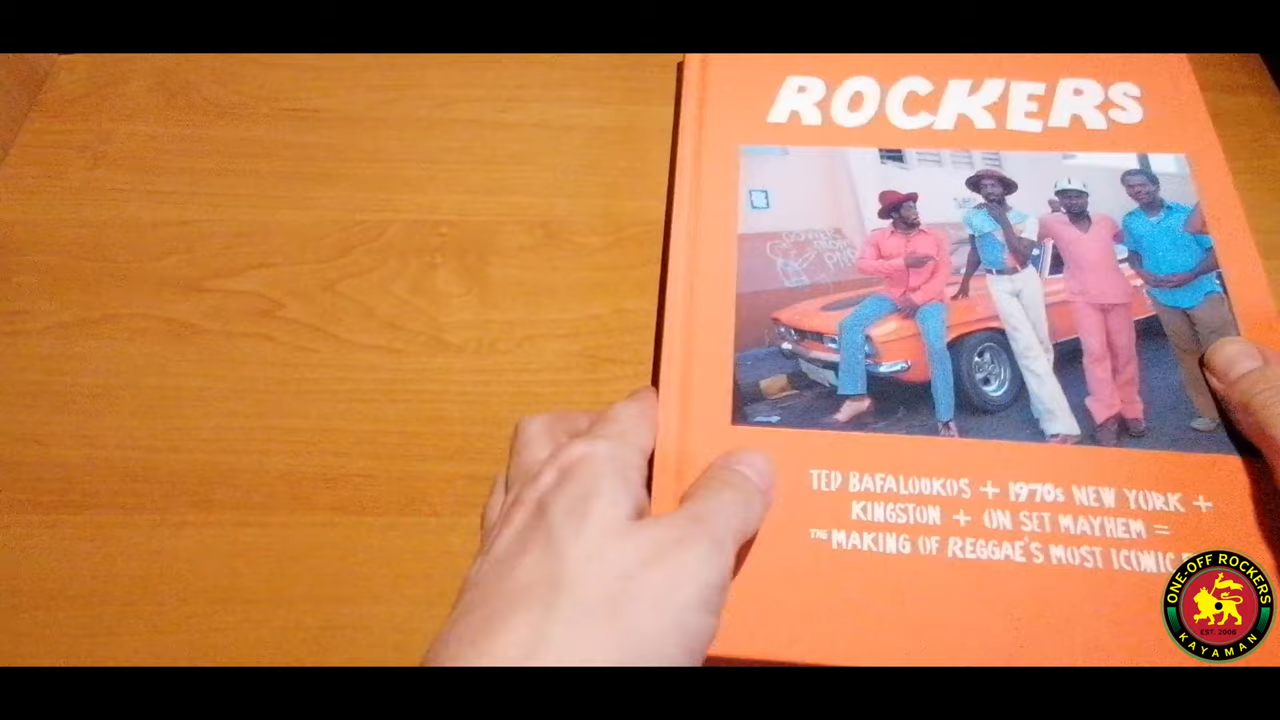 ROCKERS
TED BAFALOUKOS + 1970s NEW YORK +
KINGSTON + ON SET MAYHEM =
THE MAKING OF REGGAE'S MOST ICONIC
ONE-OFF ROCKERS
EST. 2006
KAYAMAN